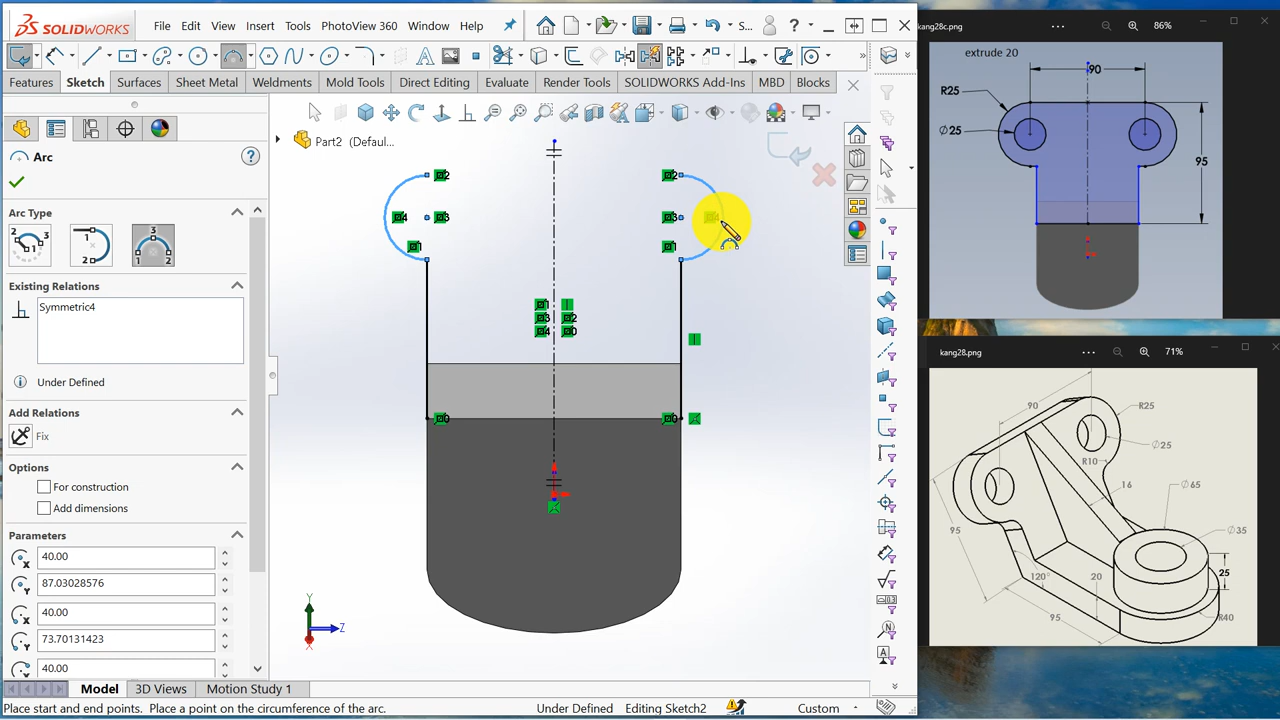 SOLIDWORKS
File Edit View Insert Tools PhotoView 360 Window Help
S...
Features Sketch Surfaces Sheet Metal Weldments Mold Tools Direct Editing Evaluate Render Tools SOLIDWORKS Add-Ins MBD Blocks
Part2 (Defaul...
Arc
Arc Type
Existing Relations
Symmetric4
Under Defined
Add Relations
Fix
Options
For construction
Add dimensions
Parameters
40.00
87.03028576
40.00
73.70131423
40.00
Y
Z
X
Model 3D Views Motion Study 1
Place start and end points. Place a point on the circumference of the arc.
Under Defined Editing Sketch2 Custom
kang28c.png
86%
extrude 20
90
R25
Ø25
95
kang28.png
71%
90
R25
Ø25
R10
16
Ø65
Ø35
95
25
120°
20
R40
95